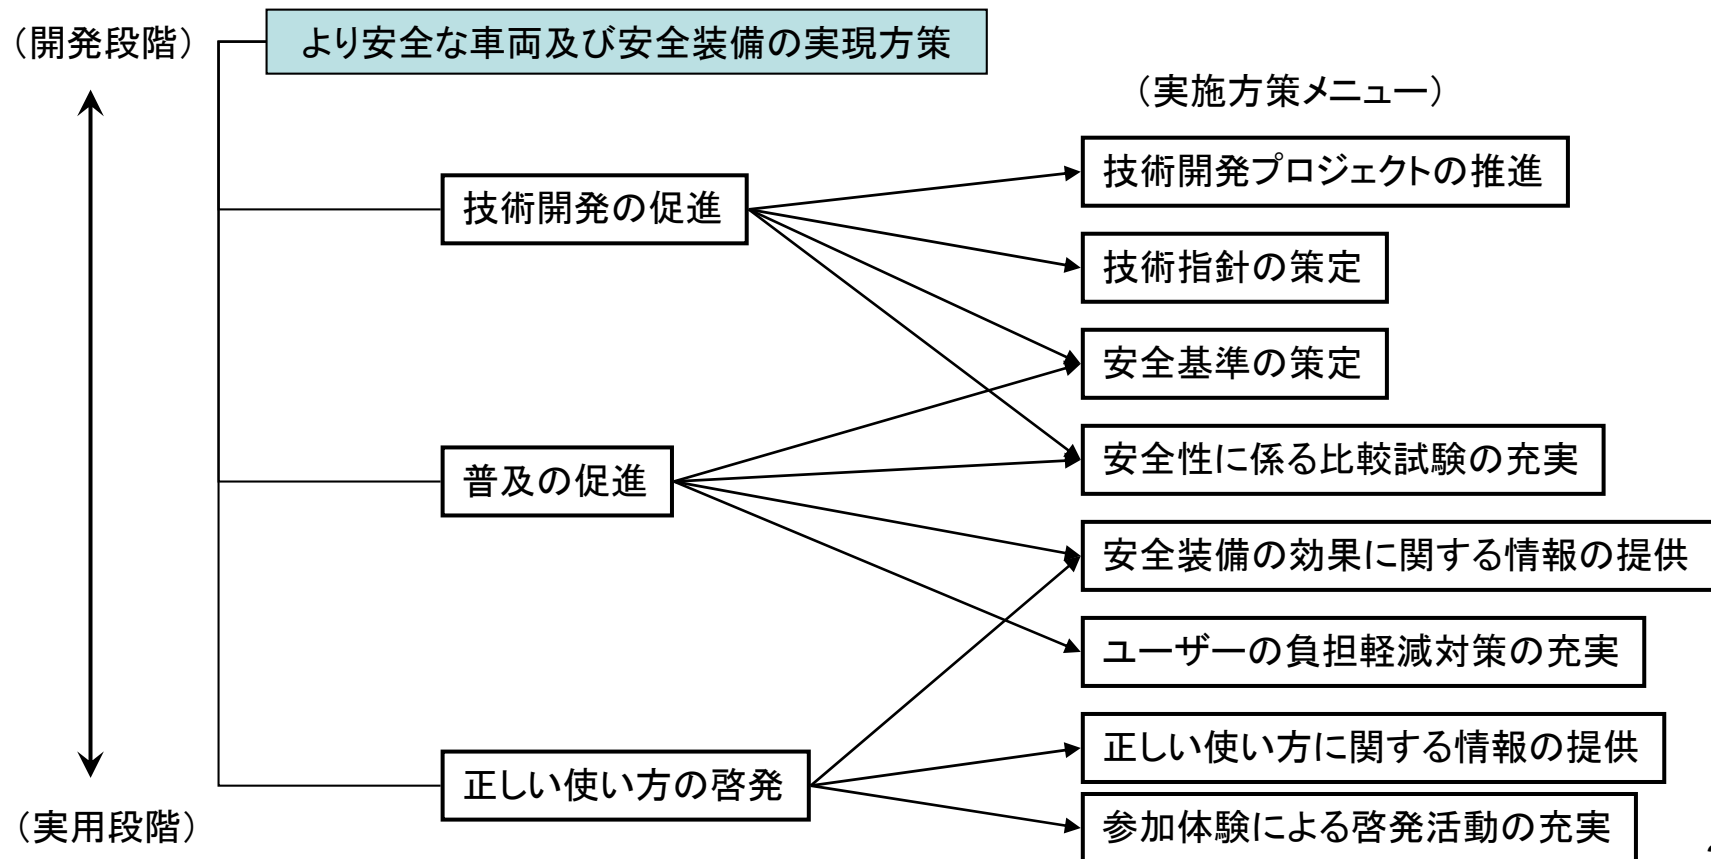 （開発段階）
より安全な車両及び安全装備の実現方策
（実施方策メニュー）
技術開発プロジェクトの推進
技術開発の促進
技術指針の策定
安全基準の策定
安全性に係る比較試験の充実
普及の促進
安全装備の効果に関する情報の提供
ユーザーの負担軽減対策の充実
正しい使い方に関する情報の提供
正しい使い方の啓発
（実用段階）
参加体験による啓発活動の充実